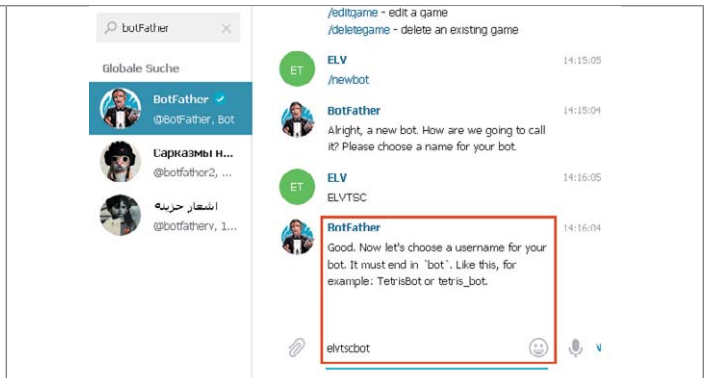 botFather
Globale Suche
BotFather
@BotFather, Bot
Сарказмы н...
@botfather2, ...
اشعار حزينه
@botfatherv, 1...
/editgame - edit a game
/deletegame - delete an existing game
ET
ELV
14:15:05
/newbot
BotFather
14:15:04
Alright, a new bot. How are we going to call
it? Please choose a name for your bot.
ET
ELV
14:16:05
ELVTSC
BotFather
14:16:04
Good. Now let's choose a username for your
bot. It must end in `bot`. Like this, for
example: TetrisBot or tetris_bot.
elvtscbot